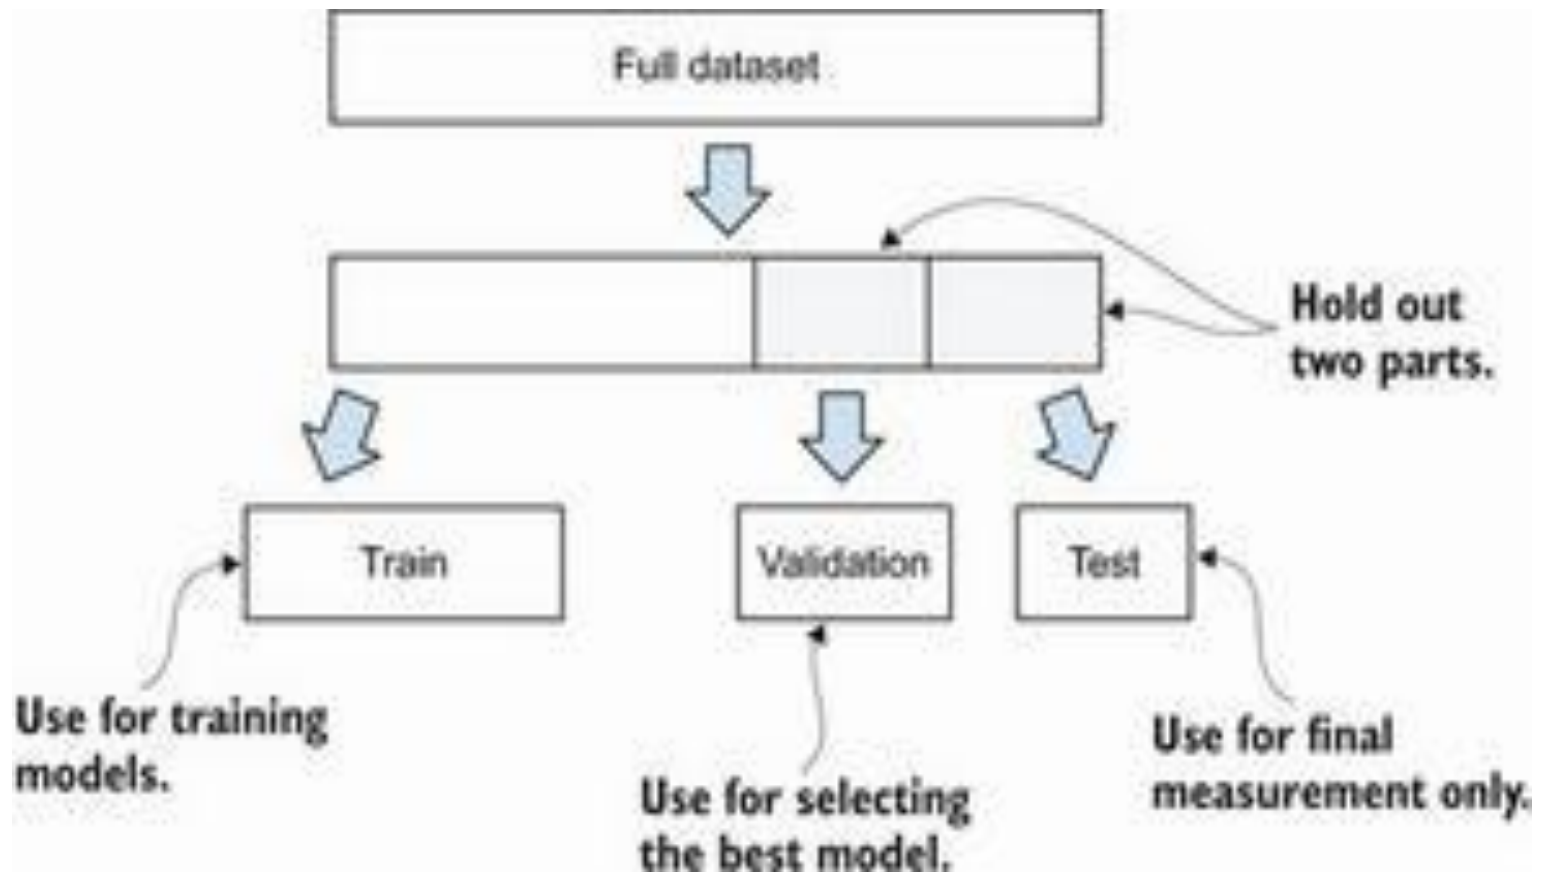 Full dataset
Hold out
two parts.
Train
Validation
Test
Use for training
models.
Use for selecting
the best model.
Use for final
measurement only.